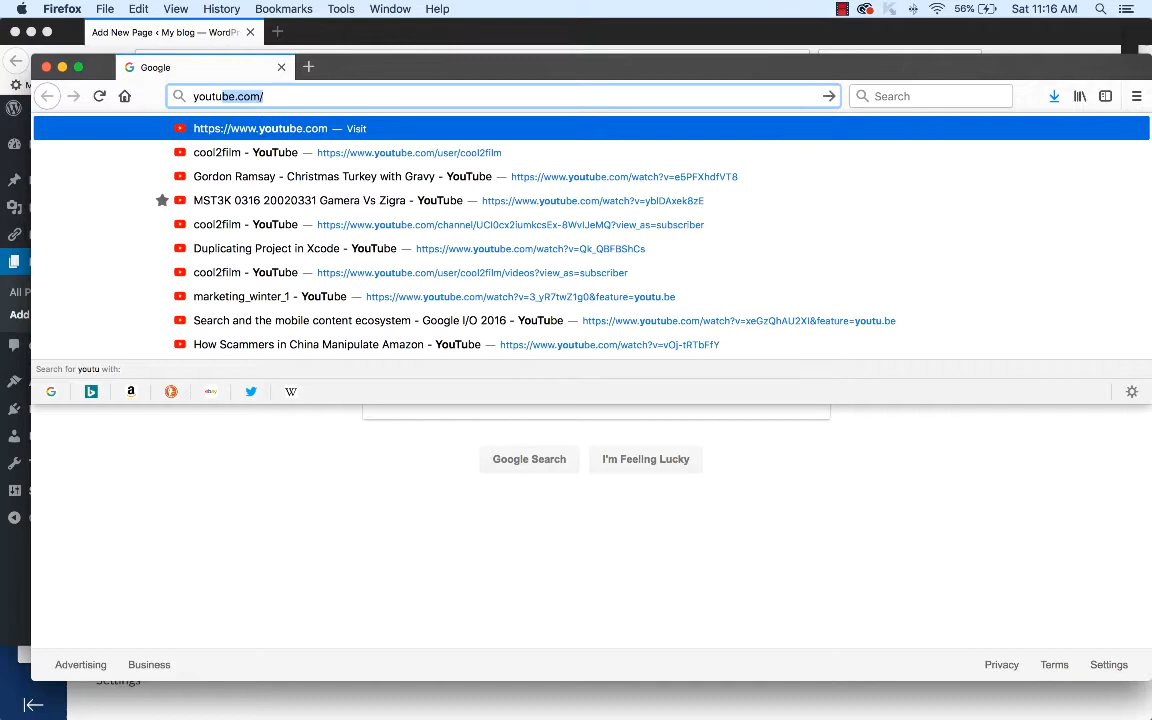 Firefox File Edit View History Bookmarks Tools Window Help 56% Sat 11:16 AM
Add New Page ‹ My blog — WordPr
Google
youtube.com/ Search
https://www.youtube.com — Visit
cool2film - YouTube — https://www.youtube.com/user/cool2film
Gordon Ramsay - Christmas Turkey with Gravy - YouTube — https://www.youtube.com/watch?v=e5PFXhdfVT8
MST3K 0316 20020331 Gamera Vs Zigra - YouTube — https://www.youtube.com/watch?v=yblDAxek8zE
cool2film - YouTube — https://www.youtube.com/channel/UCl0cx2iumkcsEx-8WvIJeMQ?view_as=subscriber
Duplicating Project in Xcode - YouTube — https://www.youtube.com/watch?v=Qk_QBFBShCs
cool2film - YouTube — https://www.youtube.com/user/cool2film/videos?view_as=subscriber
marketing_winter_1 - YouTube — https://www.youtube.com/watch?v=3_yR7twZ1g0&feature=youtu.be
Search and the mobile content ecosystem - Google I/O 2016 - YouTube — https://www.youtube.com/watch?v=xeGzQhAU2XI&feature=youtu.be
How Scammers in China Manipulate Amazon - YouTube — https://www.youtube.com/watch?v=vOj-tRTbFfY
All P
Add
Search for youtu with:
ebay
Google Search I'm Feeling Lucky
Advertising Business Privacy Terms Settings
Settings